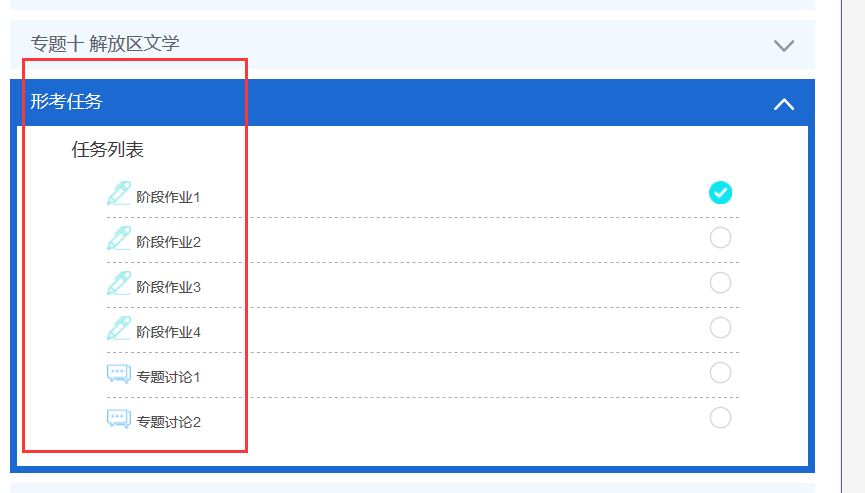 专题十 解放区文学
形考任务
任务列表
阶段作业1
阶段作业2
阶段作业3
阶段作业4
专题讨论1
专题讨论2